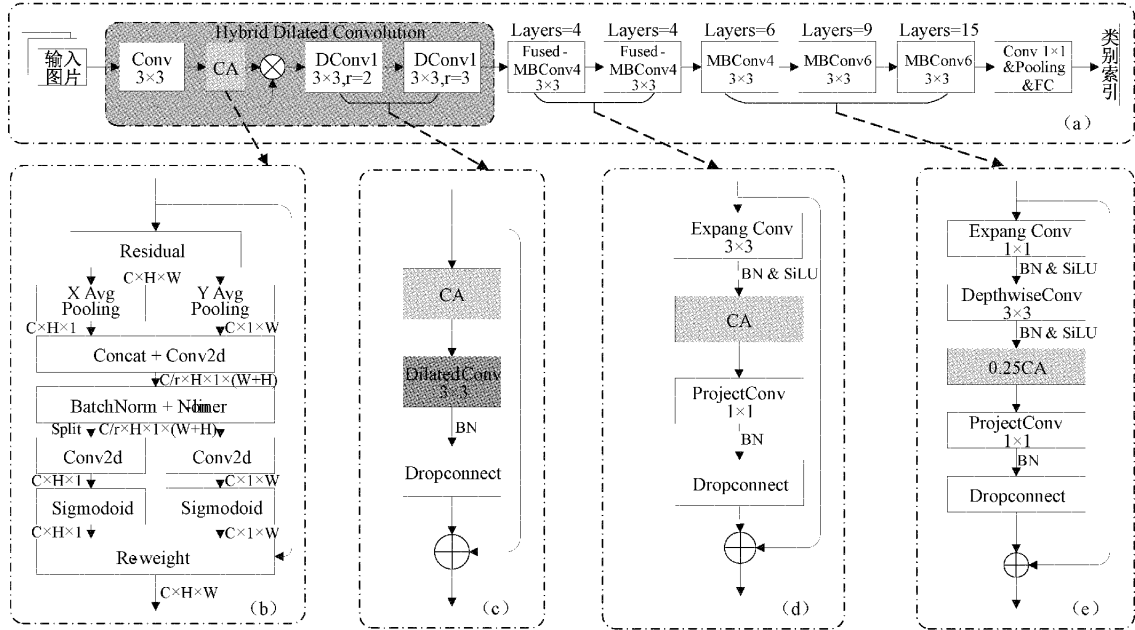 Hybrid Dilated Convolution
输入
图片
Conv
3×3
CA
DConv1
3×3,r=2
DConv1
3×3,r=3
Layers=4
Fused-
MBConv4
3×3
Layers=4
Fused-
MBConv4
3×3
Layers=6
MBConv4
3×3
Layers=9
MBConv6
3×3
Layers=15
MBConv6
3×3
Conv 1×1
&Pooling
&FC
类别索引
(a)
Residual
C×H×W
X Avg
Pooling
Y Avg
Pooling
C×H×1
C×1×W
Concat + Conv2d
C/r×H×1×(W+H)
BatchNorm +
Split
C/r×H×1×(W+H)
Conv2d
Conv2d
C×H×1
C×1×W
Sigmodoid
Sigmodoid
C×H×1
C×1×W
Re-weight
C×H×W
(b)
CA
DilatedConv
3×3
BN
Dropconnect
(c)
Expang Conv
3×3
BN & SiLU
CA
ProjectConv
1×1
BN
Dropconnect
(d)
Expang Conv
1×1
BN & SiLU
DepthwiseConv
3×3
BN & SiLU
0.25CA
ProjectConv
1×1
BN
Dropconnect
(e)